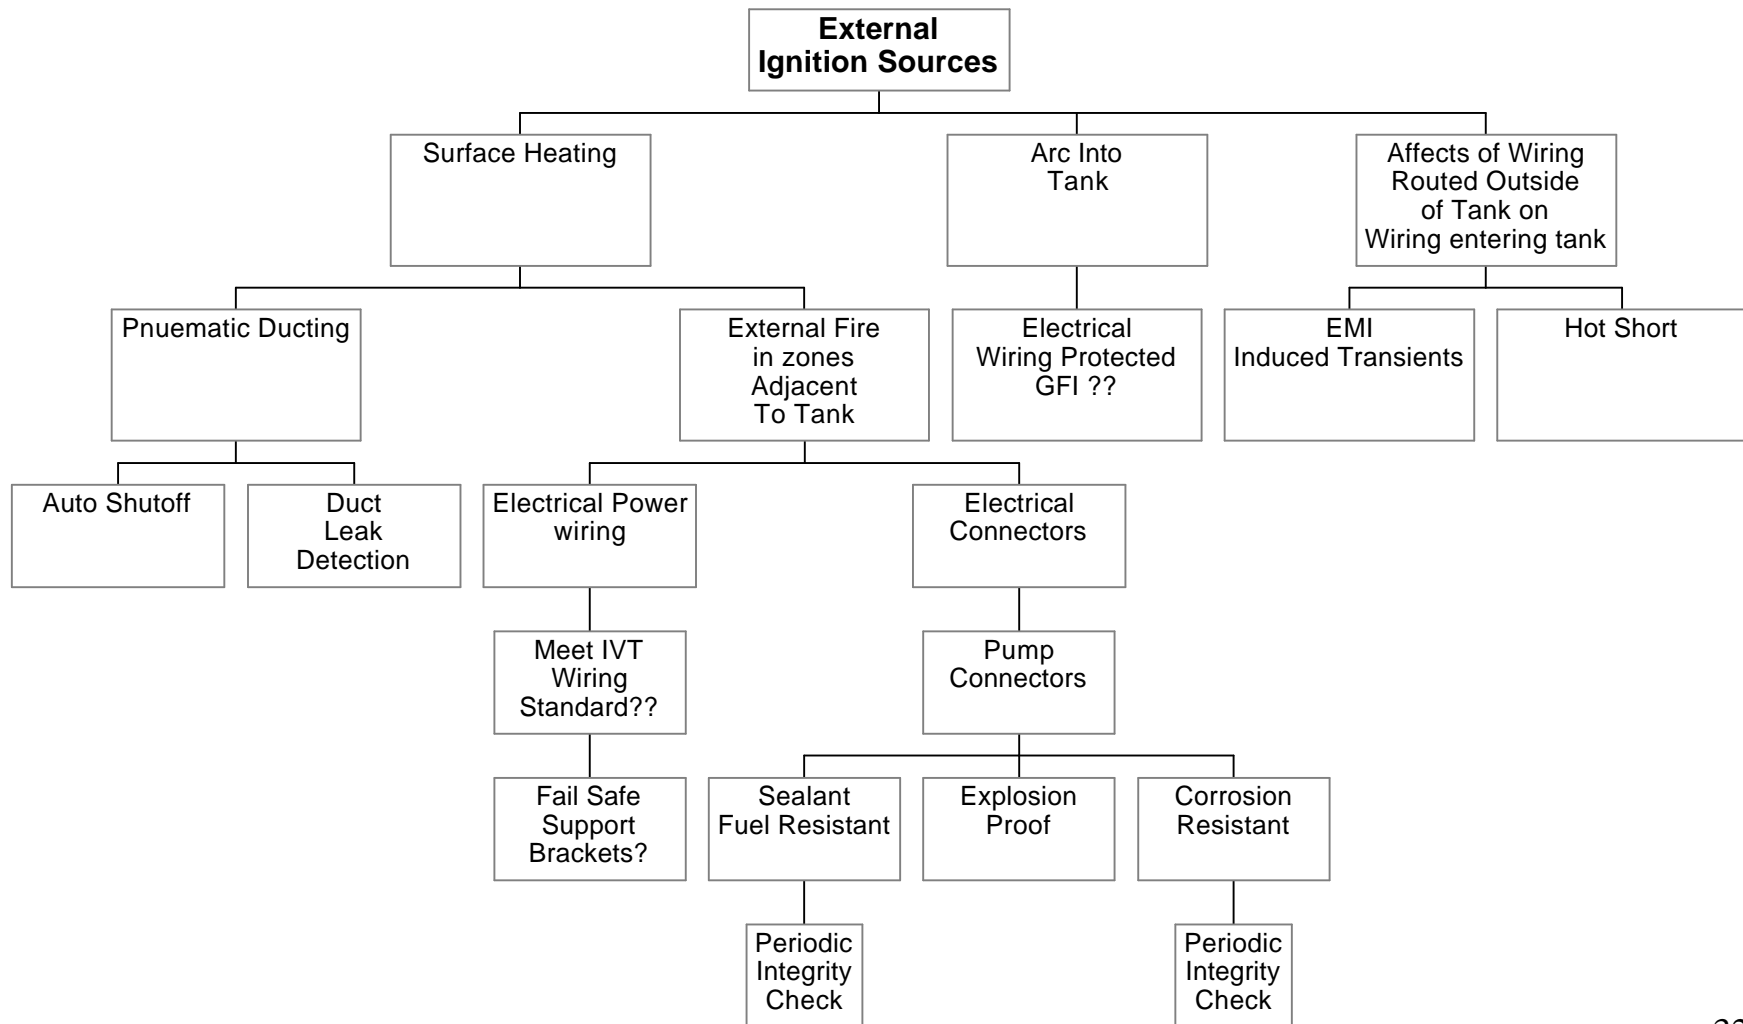 External
Ignition Sources
Surface Heating
Arc Into
Tank
Affects of Wiring
Routed Outside
of Tank on
Wiring entering tank
Pnuematic Ducting
External Fire
in zones
Adjacent
To Tank
Electrical
Wiring Protected
GFI ??
EMI
Induced Transients
Hot Short
Auto Shutoff
Duct
Leak
Detection
Electrical Power
wiring
Electrical
Connectors
Meet IVT
Wiring
Standard??
Pump
Connectors
Fail Safe
Support
Brackets?
Sealant
Fuel Resistant
Explosion
Proof
Corrosion
Resistant
Periodic
Integrity
Check
Periodic
Integrity
Check